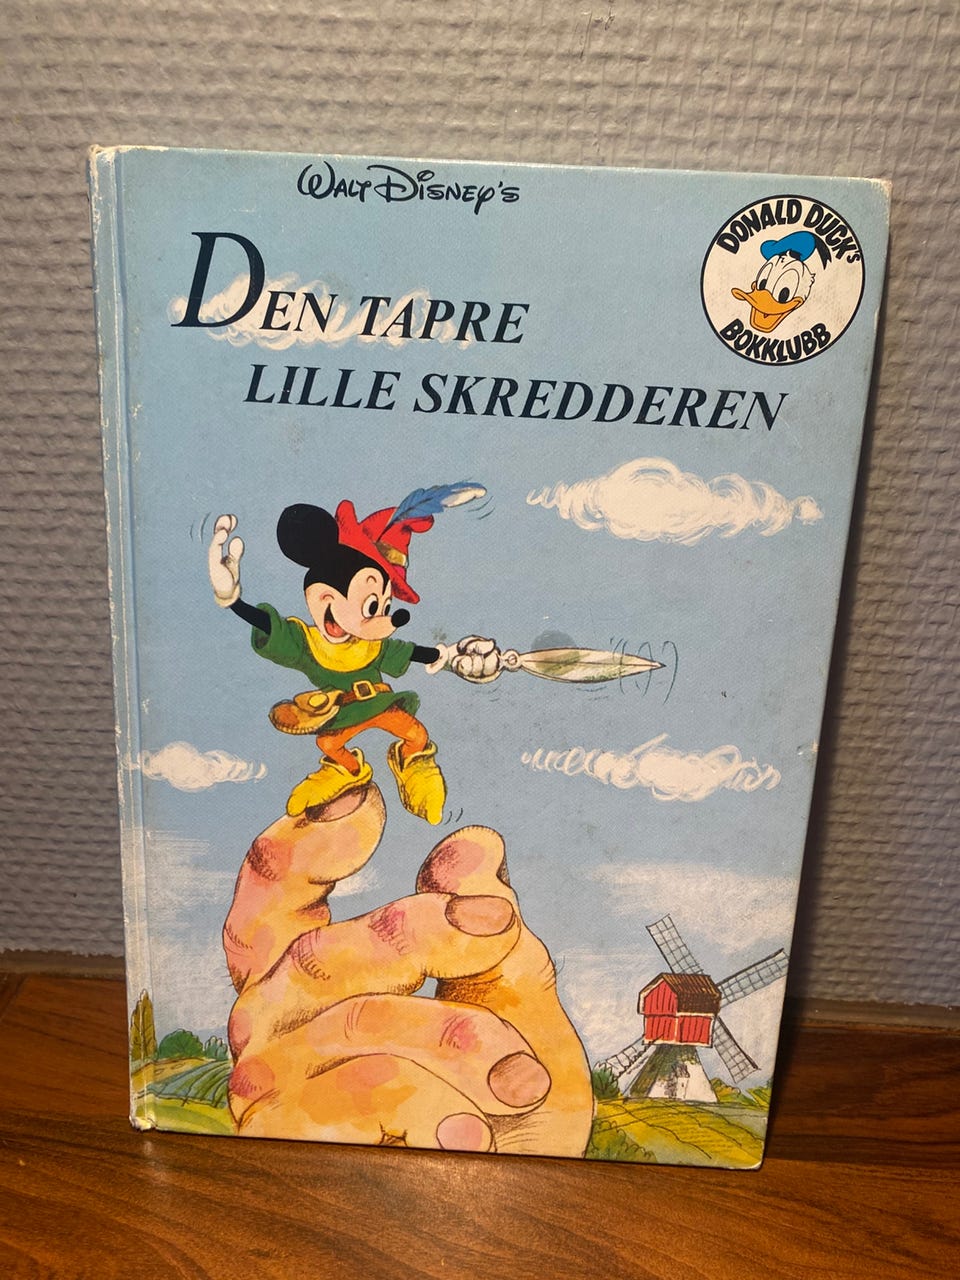 WALT DISNEY'S
DONALD DUCK'S
BOKKLUBB
DEN TAPRE
LILLE SKREDDEREN